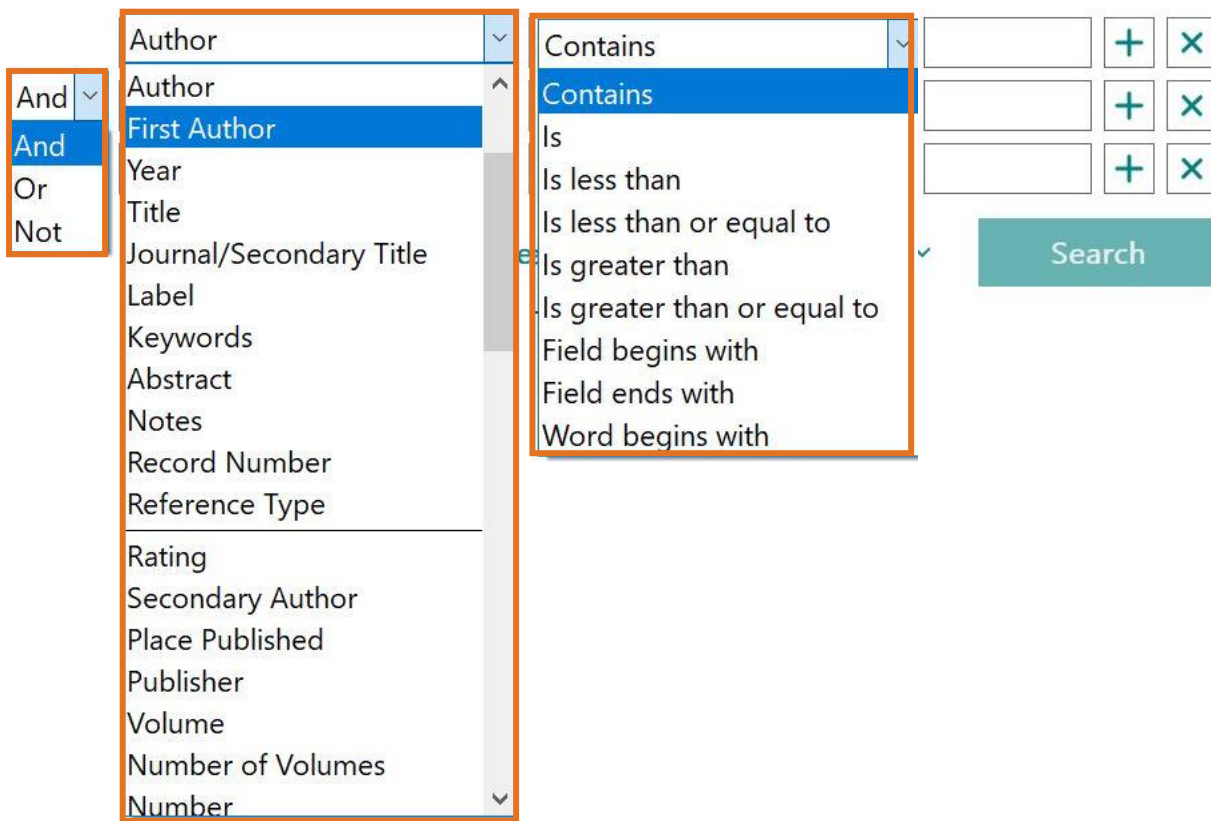 And
And
Or
Not
Author
Author
First Author
Year
Title
Journal/Secondary Title
Label
Keywords
Abstract
Notes
Record Number
Reference Type
Rating
Secondary Author
Place Published
Publisher
Volume
Number of Volumes
Number
Contains
Contains
Is
Is less than
Is less than or equal to
Is greater than
Is greater than or equal to
Field begins with
Field ends with
Word begins with
Search